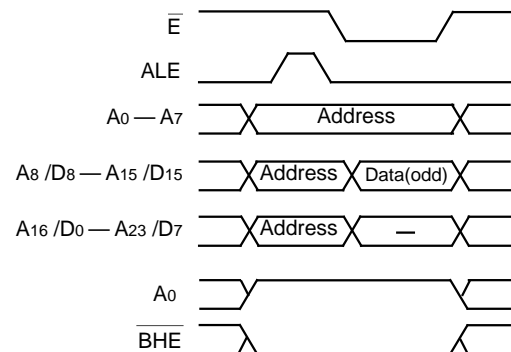 E
ALE
A0 — A7 Address
A8 /D8 — A15 /D15 Address Data(odd)
A16 /D0 — A23 /D7 Address –
A0
BHE